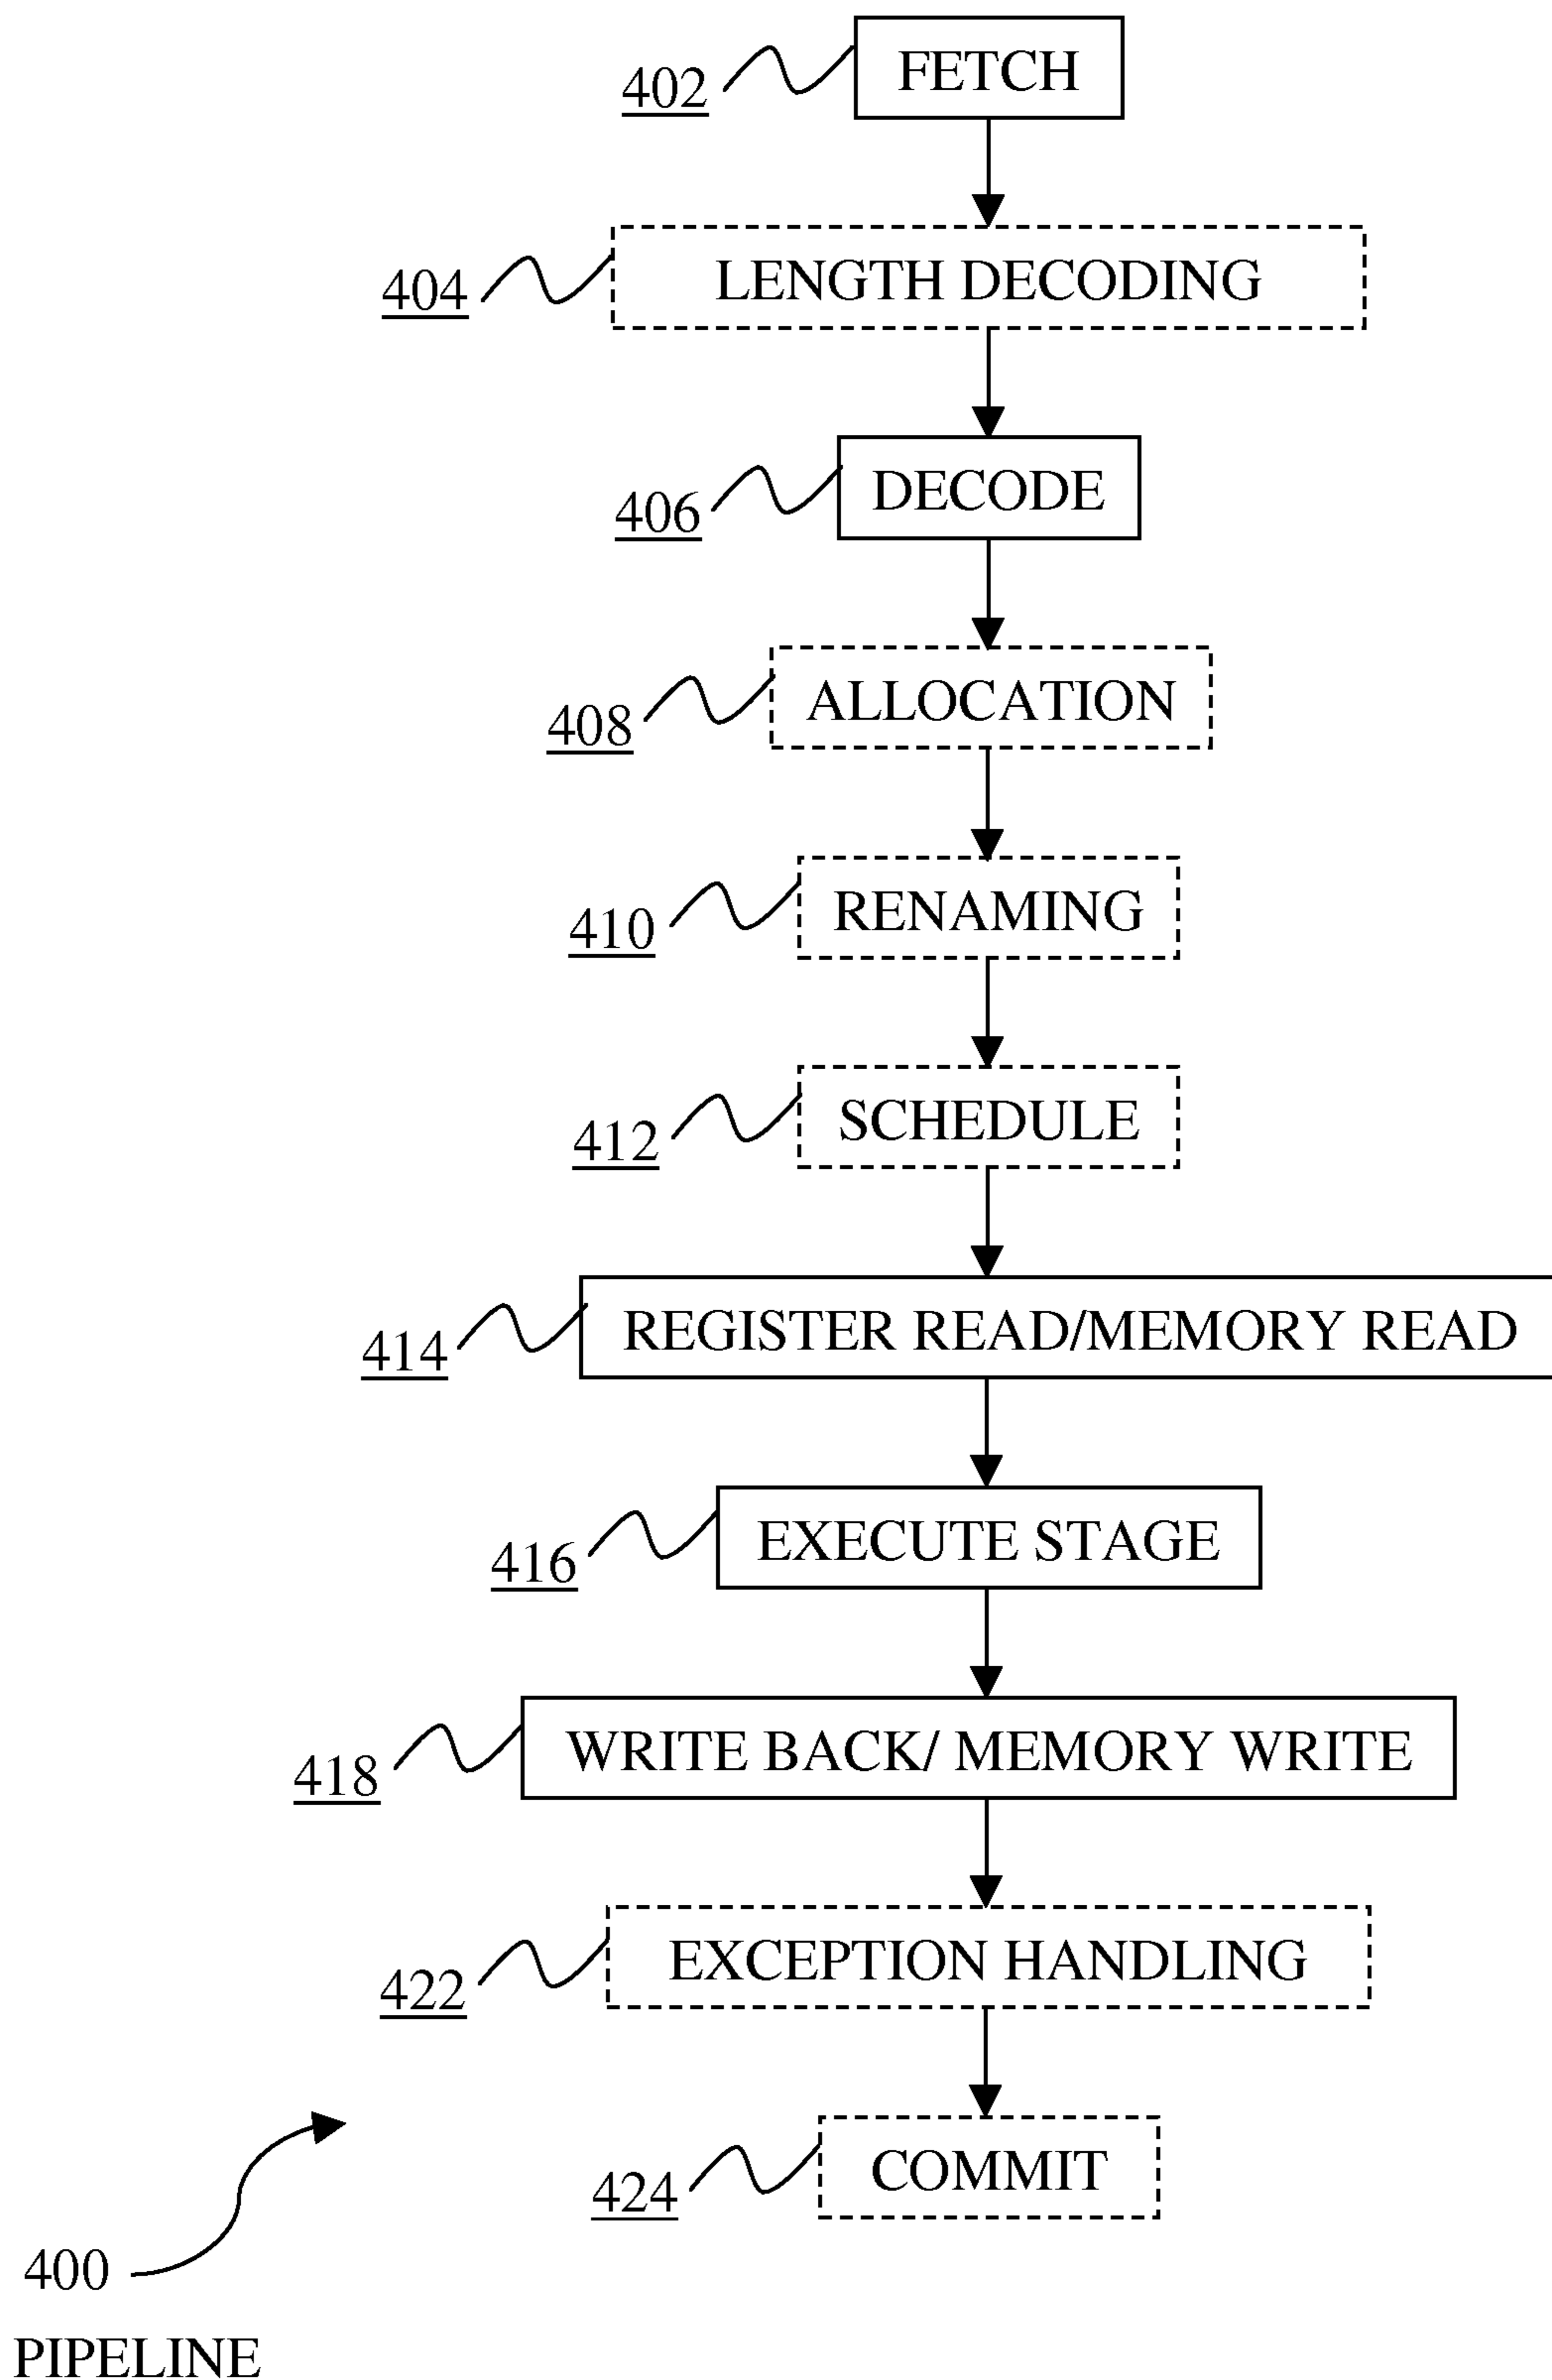 FETCH
402
LENGTH DECODING
404
DECODE
406
ALLOCATION
408
RENAMING
410
SCHEDULE
412
REGISTER READ/MEMORY READ
414
EXECUTE STAGE
416
WRITE BACK/ MEMORY WRITE
418
EXCEPTION HANDLING
422
COMMIT
424
400
PIPELINE